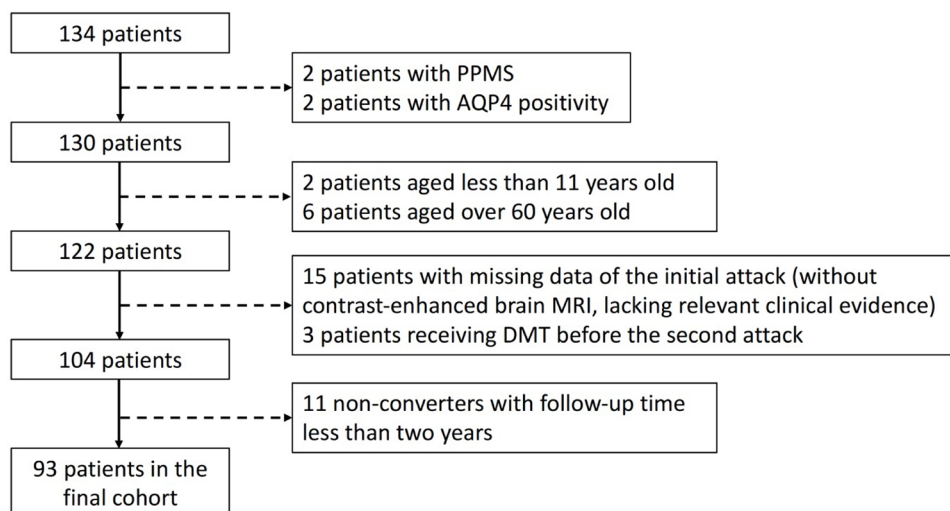 134 patients
2 patients with PPMS
2 patients with AQP4 positivity
130 patients
2 patients aged less than 11 years old
6 patients aged over 60 years old
122 patients
15 patients with missing data of the initial attack (without
contrast-enhanced brain MRI, lacking relevant clinical evidence)
3 patients receiving DMT before the second attack
104 patients
11 non-converters with follow-up time
less than two years
93 patients in the
final cohort